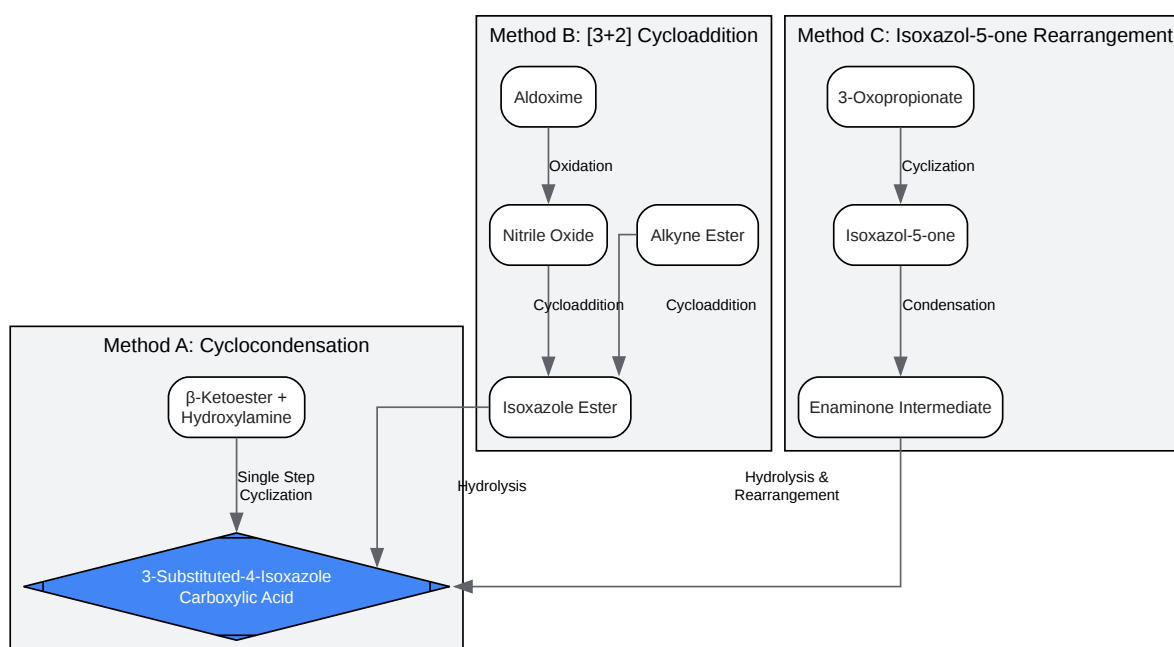 Method B: [3+2] Cycloaddition
Aldoxime
Oxidation
Nitrile Oxide
Alkyne Ester
Cycloaddition
Cycloaddition
Isoxazole Ester
Hydrolysis
Method C: Isoxazol-5-one Rearrangement
3-Oxopropionate
Cyclization
Isoxazol-5-one
Condensation
Enaminone Intermediate
Hydrolysis &
Rearrangement
Method A: Cyclocondensation
β-Ketoester +
Hydroxylamine
Single Step
Cyclization
3-Substituted-4-Isoxazole
Carboxylic Acid